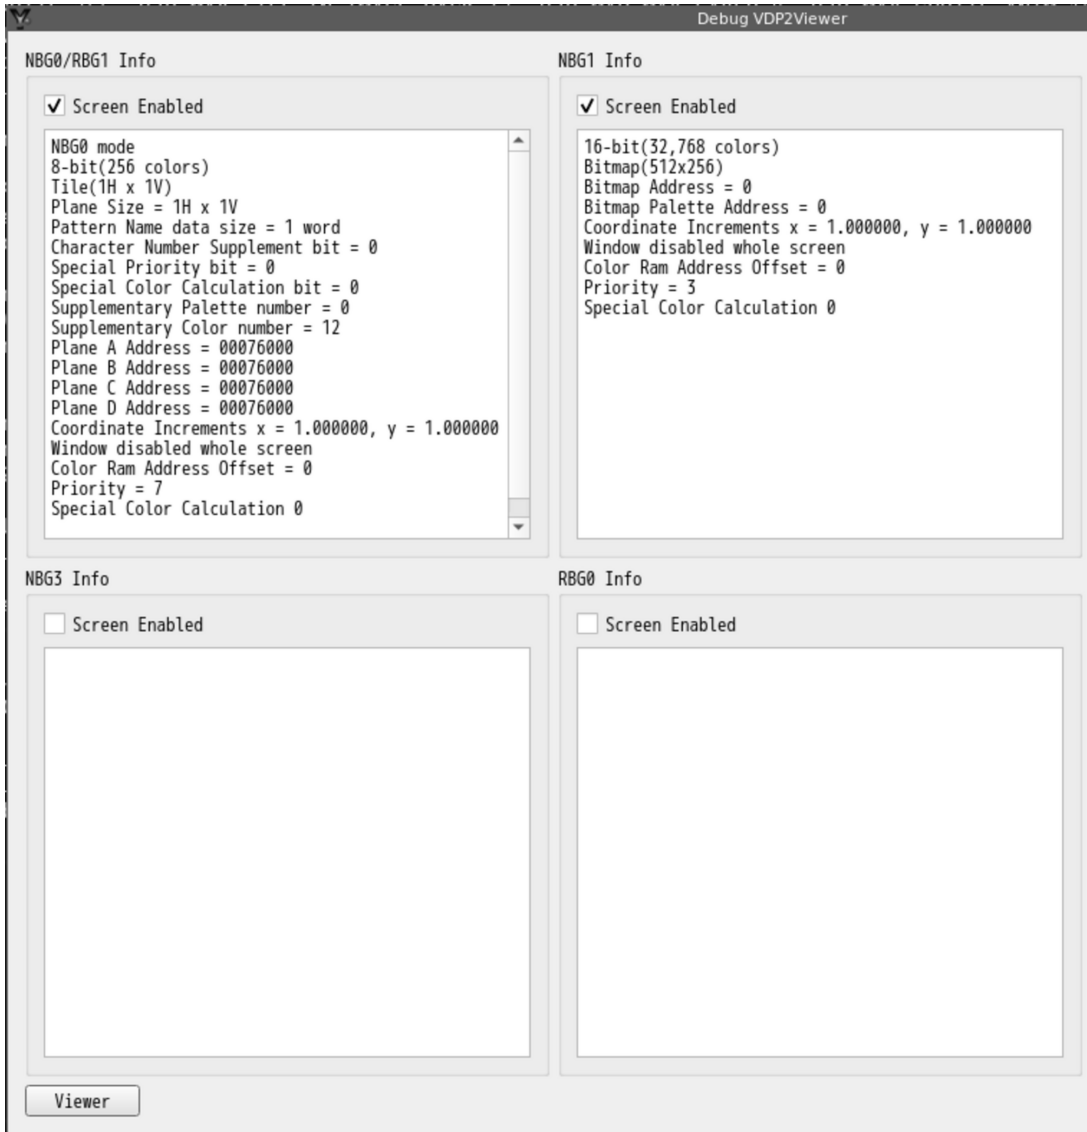 Debug VDP2Viewer
NBG0/RBG1 Info
Screen Enabled
NBG0 mode
8-bit(256 colors)
Tile(1H x 1V)
Plane Size = 1H x 1V
Pattern Name data size = 1 word
Character Number Supplement bit = 0
Special Priority bit = 0
Special Color Calculation bit = 0
Supplementary Palette number = 0
Supplementary Color number = 12
Plane A Address = 00076000
Plane B Address = 00076000
Plane C Address = 00076000
Plane D Address = 00076000
Coordinate Increments x = 1.000000, y = 1.000000
Window disabled whole screen
Color Ram Address Offset = 0
Priority = 7
Special Color Calculation 0
NBG1 Info
Screen Enabled
16-bit(32,768 colors)
Bitmap(512x256)
Bitmap Address = 0
Bitmap Palette Address = 0
Coordinate Increments x = 1.000000, y = 1.000000
Window disabled whole screen
Color Ram Address Offset = 0
Priority = 3
Special Color Calculation 0
NBG3 Info
Screen Enabled
RBG0 Info
Screen Enabled
Viewer